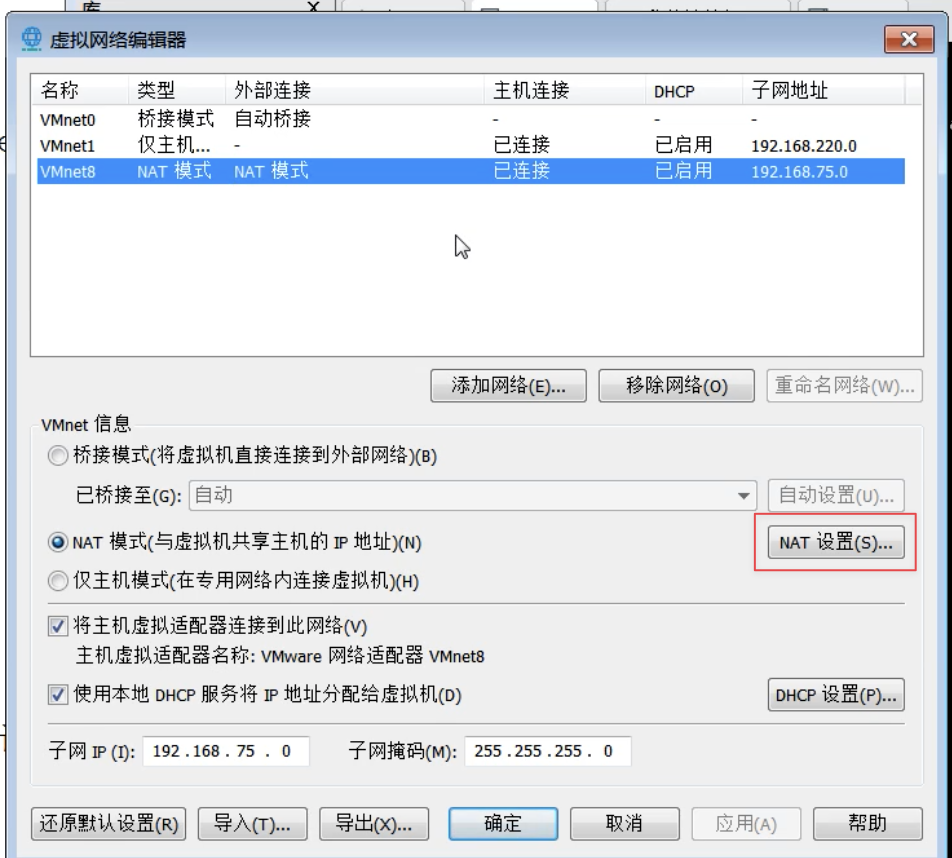 库 X
虚拟网络编辑器
名称 类型 外部连接 主机连接 DHCP 子网地址
VMnet0 桥接模式 自动桥接 - - -
VMnet1 仅主机... - 已连接 已启用 192.168.220.0
VMnet8 NAT 模式 NAT 模式 已连接 已启用 192.168.75.0
添加网络(E)... 移除网络(O) 重命名网络(W)...
VMnet 信息
桥接模式(将虚拟机直接连接到外部网络)(B)
已桥接至(G): 自动 自动设置(U)...
NAT 模式(与虚拟机共享主机的 IP 地址)(N) NAT 设置(S)...
仅主机模式(在专用网络内连接虚拟机)(H)
将主机虚拟适配器连接到此网络(V)
主机虚拟适配器名称: VMware 网络适配器 VMnet8
使用本地 DHCP 服务将 IP 地址分配给虚拟机(D) DHCP 设置(P)...
子网 IP (I): 192 . 168 . 75 . 0 子网掩码(M): 255 . 255 . 255 . 0
还原默认设置(R) 导入(T)... 导出(X)... 确定 取消 应用(A) 帮助